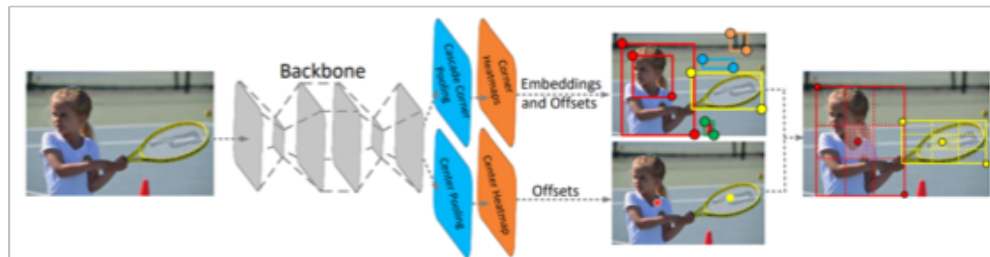 Backbone
Cascade Corner
Pooling
Corner
Heatmaps
Embeddings
and Offsets
Center Pooling
Center Heatmap
Offsets